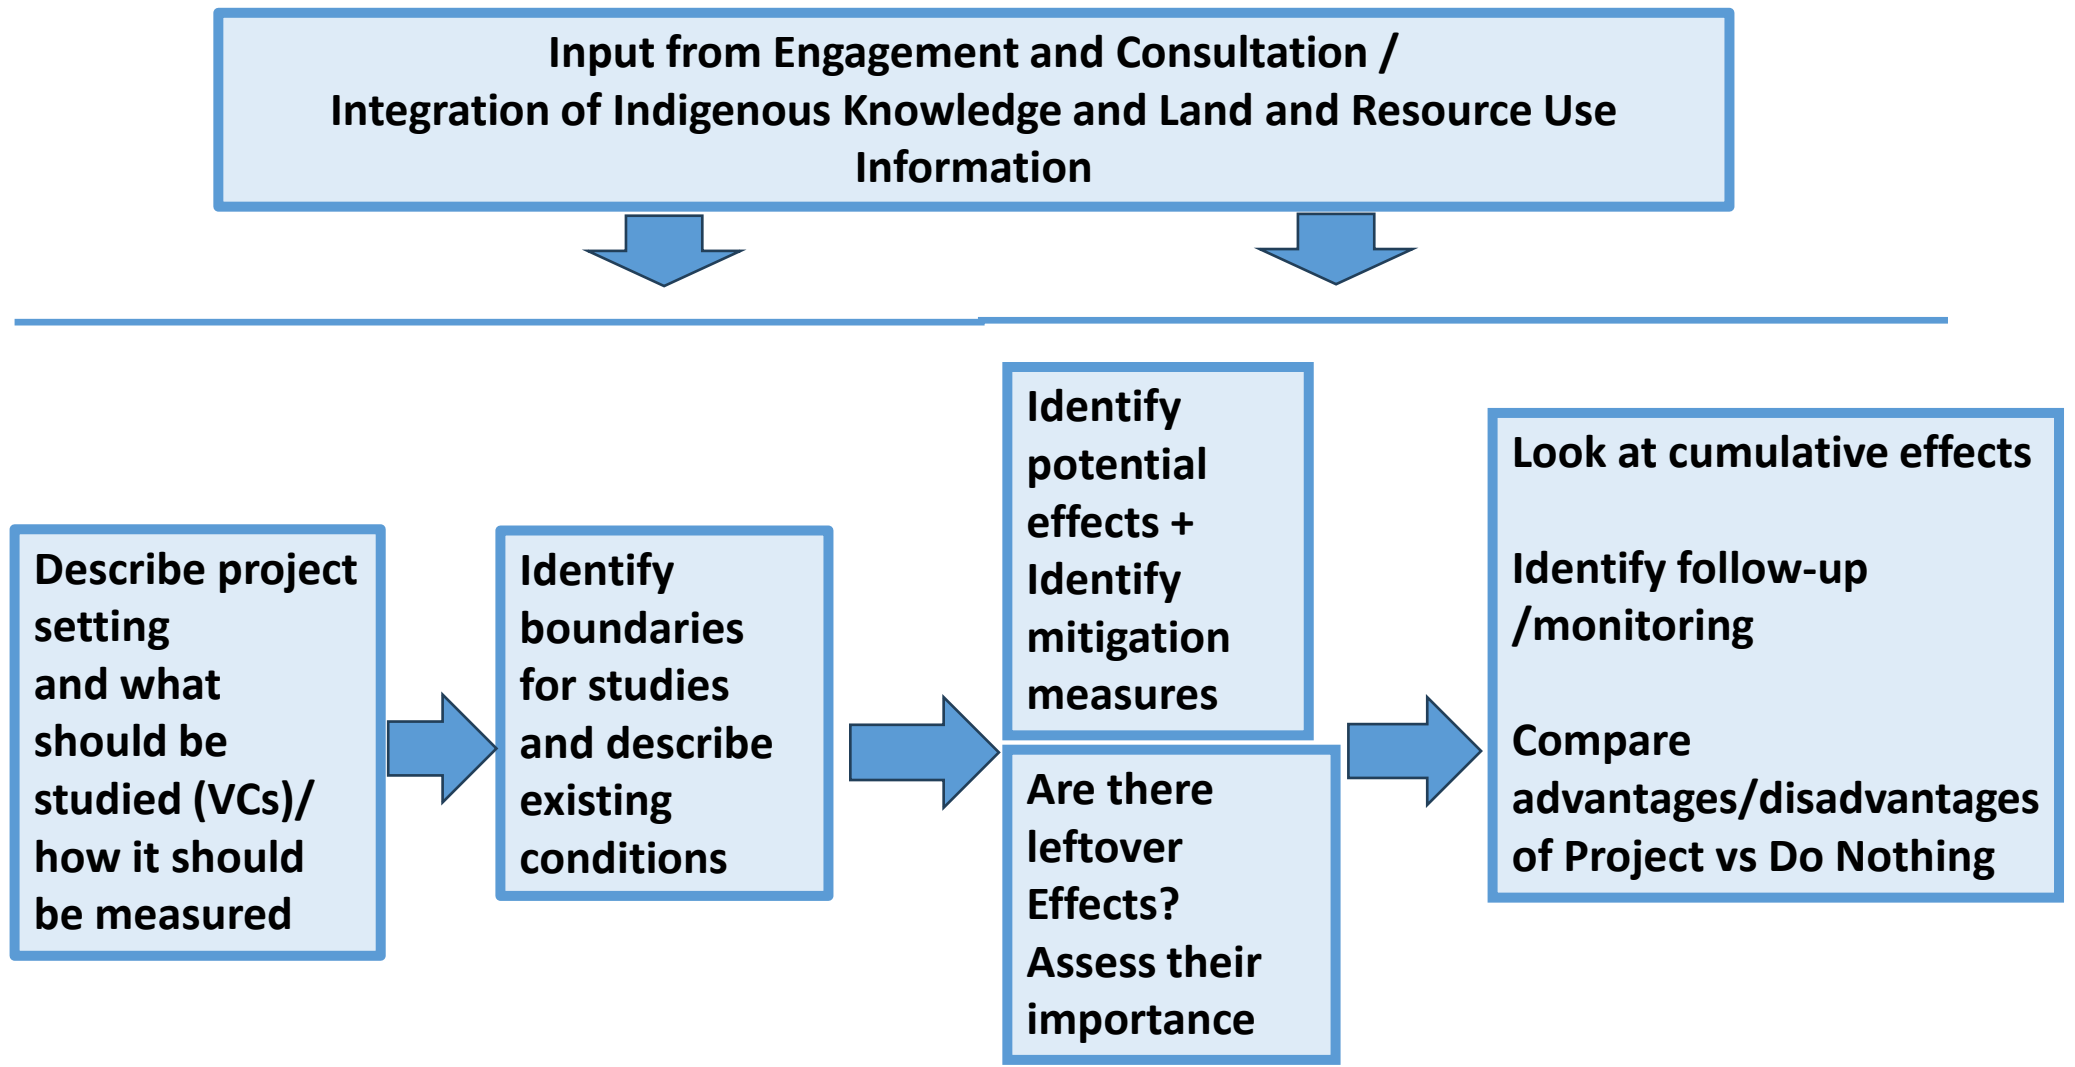 Input from Engagement and Consultation /
Integration of Indigenous Knowledge and Land and Resource Use
Information
Describe project
setting
and what
should be
studied (VCs)/
how it should
be measured
Identify
boundaries
for studies
and describe
existing
conditions
Identify
potential
effects +
Identify
mitigation
measures
Are there
leftover
Effects?
Assess their
importance
Look at cumulative effects
Identify follow-up
/monitoring
Compare
advantages/disadvantages
of Project vs Do Nothing